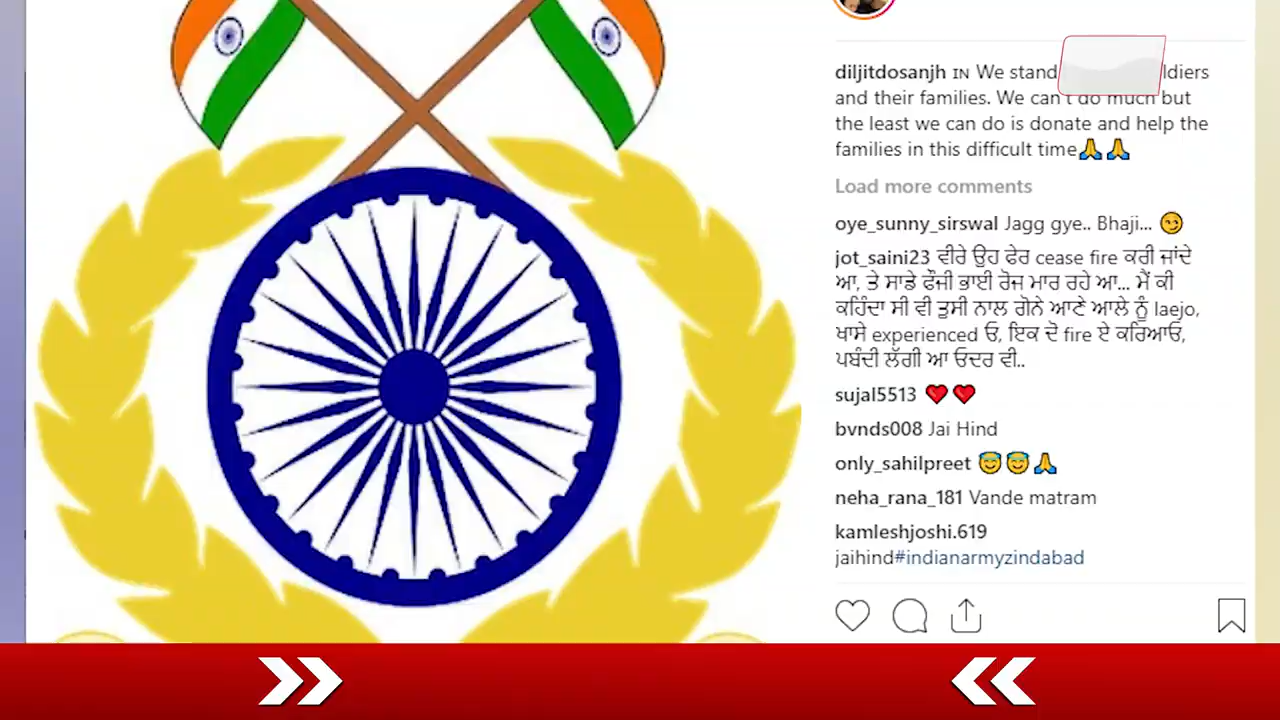 diljitdosanjh IN We stand ldiers
and their families. We can't do much but
the least we can do is donate and help the
families in this difficult time🙏🙏
Load more comments
oye_sunny_sirswal Jagg gye.. Bhaji... 😏
jot_saini23 ਵੀਰੇ ਉਹ ਫੇਰ cease fire ਕਰੀ ਜਾਂਦੇ
ਆ, ਤੇ ਸਾਡੇ ਫੌਜੀ ਭਾਈ ਰੋਜ ਮਾਰ ਰਹੇ ਆ... ਮੈਂ ਕੀ
ਕਹਿੰਦਾ ਸੀ ਵੀ ਤੁਸੀ ਨਾਲ ਗੋਨੇ ਆਣੇ ਆਲੇ ਨੂੰ laejo,
ਖਾਸੇ experienced ਓ, ਇਕ ਦੋ fire ਏ ਕਰਿਆਓ,
ਪਬੰਦੀ ਲੱਗੀ ਆ ਓਦਰ ਵੀ..
sujal5513 ❤️❤️
bvnds008 Jai Hind
only_sahilpreet 😇😇🙏
neha_rana_181 Vande matram
kamleshjoshi.619
jaihind#indianarmyzindabad